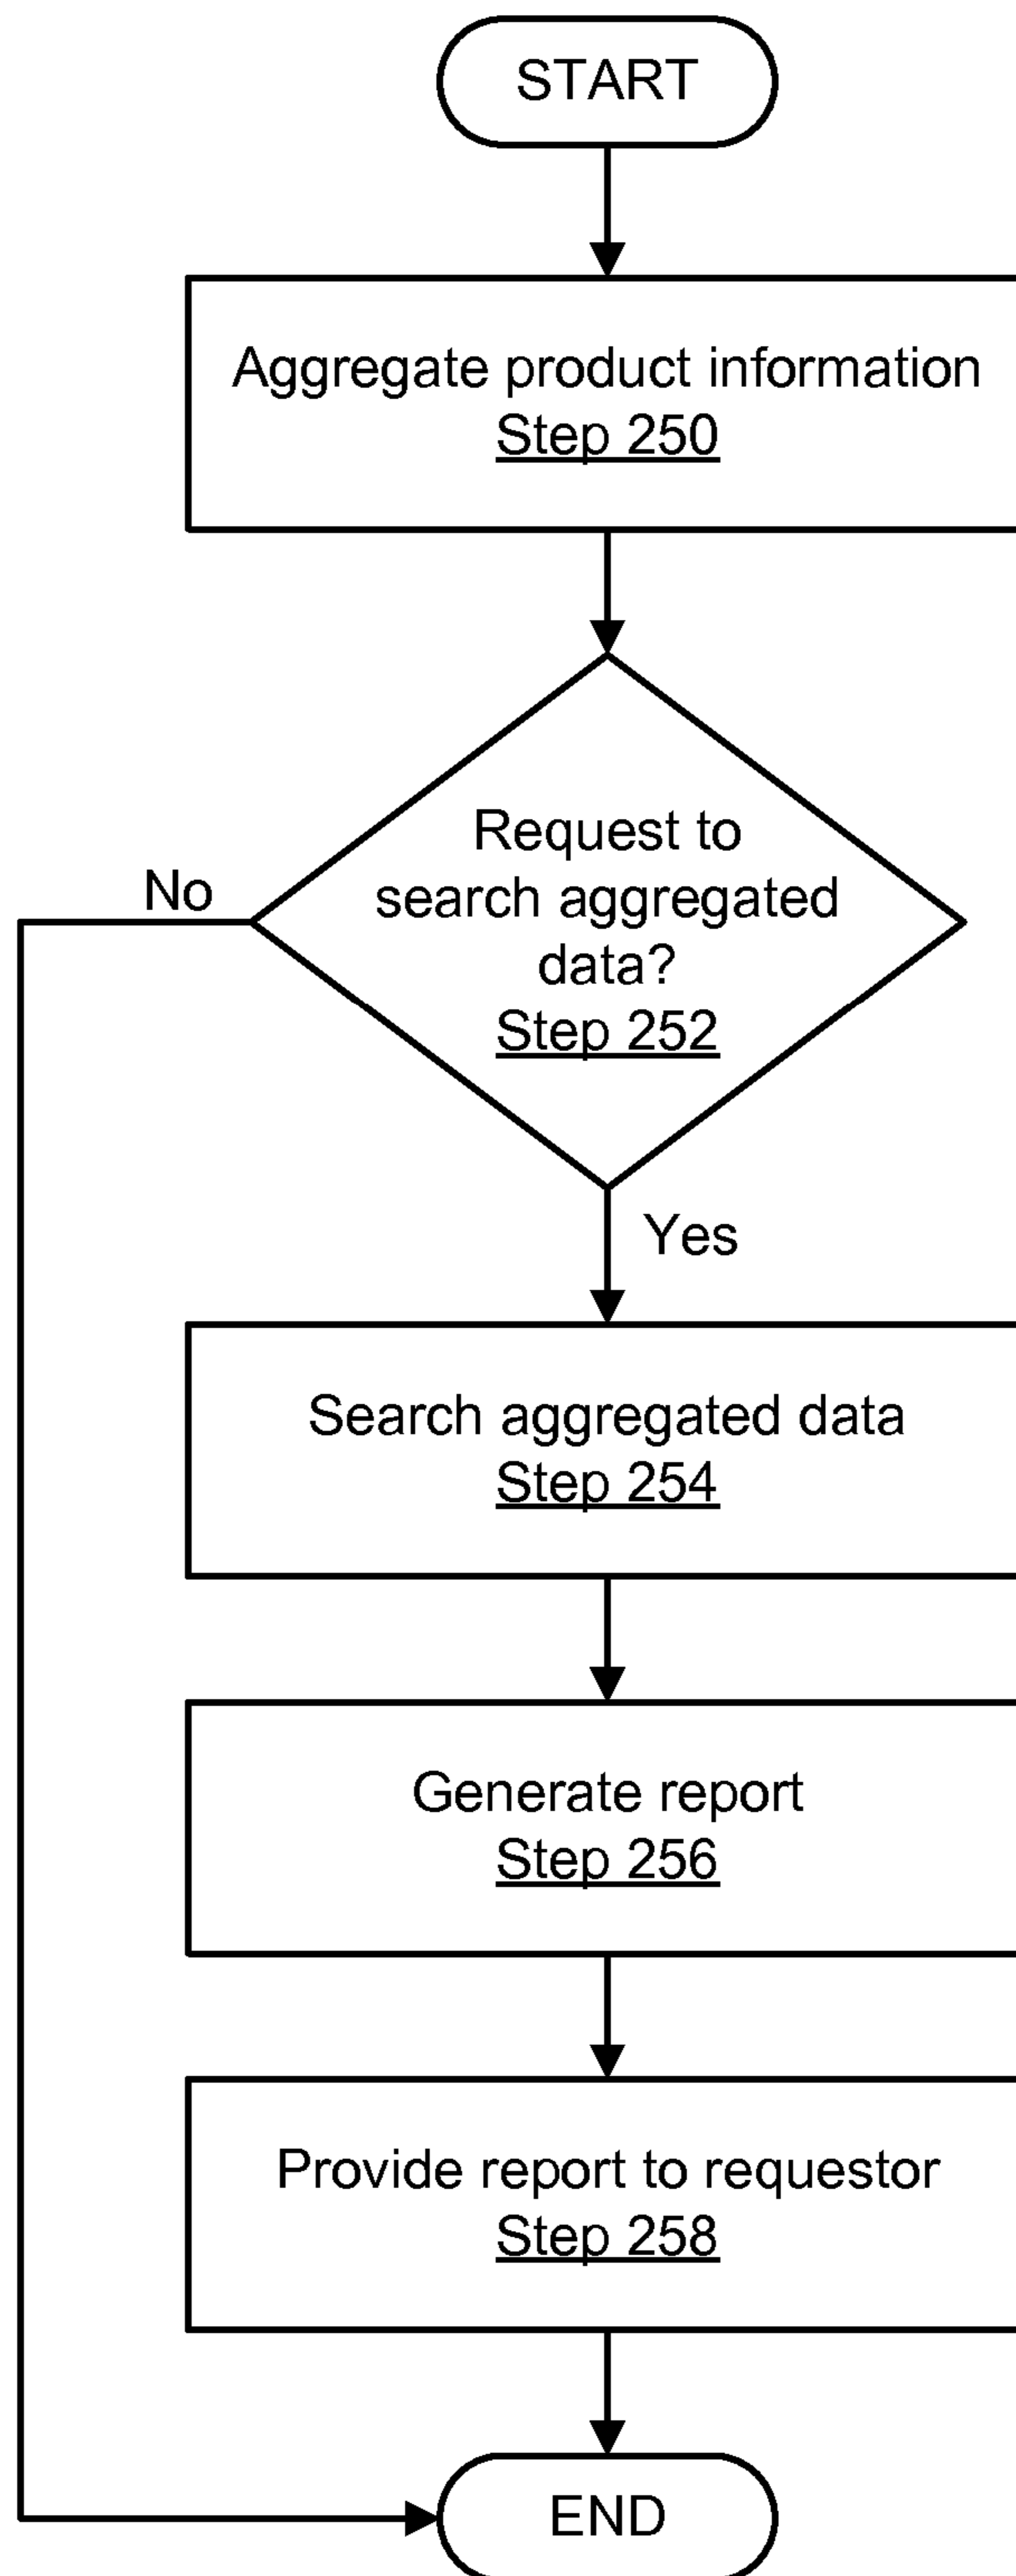 START
Aggregate product information
Step 250
Request to
search aggregated
data?
Step 252
No
Yes
Search aggregated data
Step 254
Generate report
Step 256
Provide report to requestor
Step 258
END